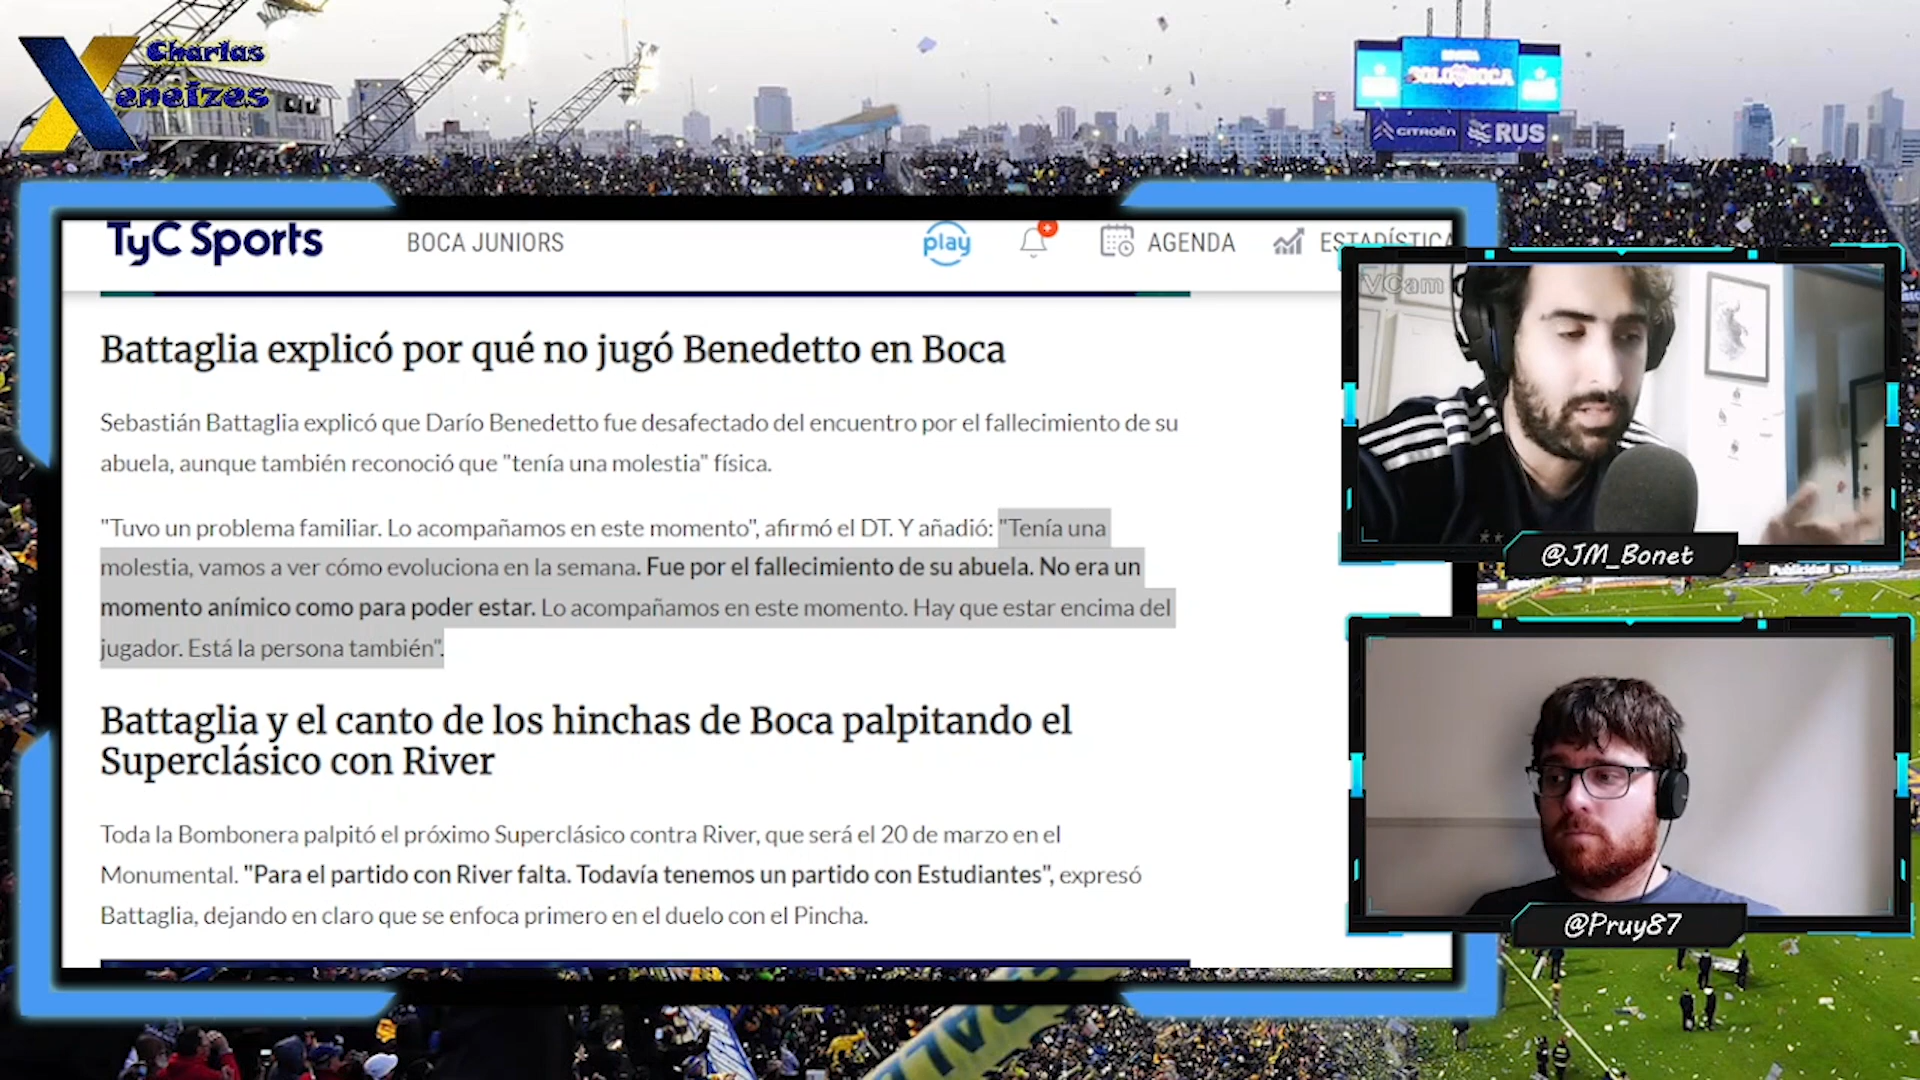 Charlas
Xeneizes
SOLO BOCA
CITROËN
RUS
TyC Sports
BOCA JUNIORS
play
AGENDA
ESTADÍSTICA
Battaglia explicó por qué no jugó Benedetto en Boca
Sebastián Battaglia explicó que Darío Benedetto fue desafectado del encuentro por el fallecimiento de su
abuela, aunque también reconoció que "tenía una molestia" física.
"Tuvo un problema familiar. Lo acompañamos en este momento", afirmó el DT. Y añadió: "Tenía una
molestia, vamos a ver cómo evoluciona en la semana. Fue por el fallecimiento de su abuela. No era un
momento anímico como para poder estar. Lo acompañamos en este momento. Hay que estar encima del
jugador. Está la persona también".
Battaglia y el canto de los hinchas de Boca palpitando el
Superclásico con River
Toda la Bombonera palpitó el próximo Superclásico contra River, que será el 20 de marzo en el
Monumental. "Para el partido con River falta. Todavía tenemos un partido con Estudiantes", expresó
Battaglia, dejando en claro que se enfoca primero en el duelo con el Pincha.
VCam
@JM_Bonet
Publicidad
@Pruy87